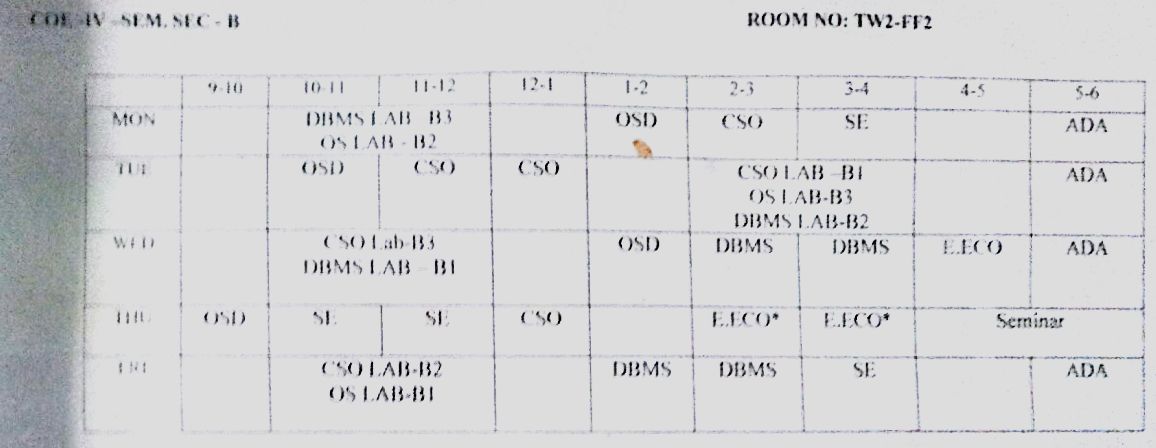 COE-IV -SEM. SEC - B ROOM NO: TW2-FF2
9-10 10-11 11-12 12-1 1-2 2-3 3-4 4-5 5-6
MON DBMS LAB - B3 OSD CSO SE ADA
OS LAB - B2
TUE OSD CSO CSO CSO LAB –B1 ADA
OS LAB-B3
DBMS LAB-B2
WED CSO Lab-B3 OSD DBMS DBMS E.ECO ADA
DBMS LAB – B1
THU OSD SE SE CSO E.ECO* E.ECO* Seminar
FRI CSO LAB-B2 DBMS DBMS SE ADA
OS LAB-B1